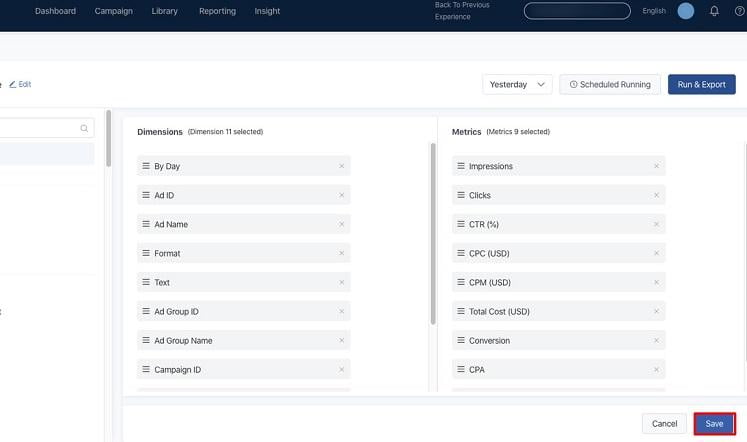 Dashboard Campaign Library Reporting Insight
Back To Previous
Experience
English
Edit
Yesterday Scheduled Running Run & Export
Dimensions (Dimension 11 selected)
By Day
Ad ID
Ad Name
Format
Text
Ad Group ID
Ad Group Name
Campaign ID
Metrics (Metrics 9 selected)
Impressions
Clicks
CTR (%)
CPC (USD)
CPM (USD)
Total Cost (USD)
Conversion
CPA
Cancel Save